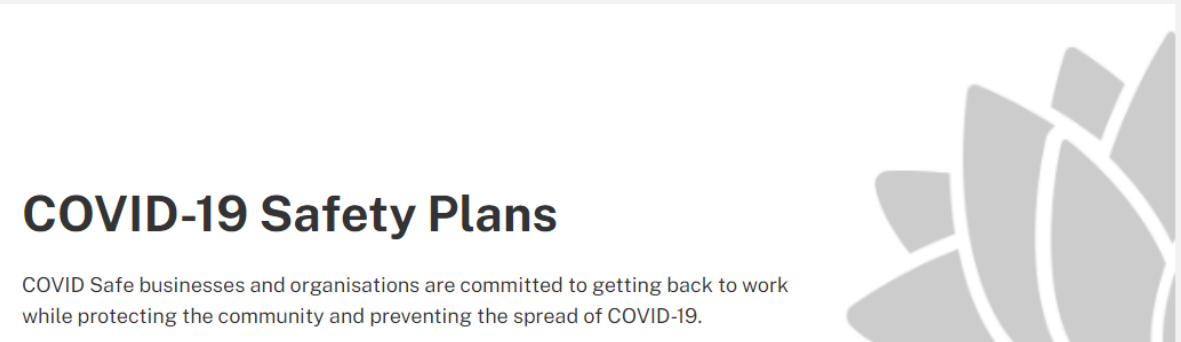 COVID-19 Safety Plans
COVID Safe businesses and organisations are committed to getting back to work
while protecting the community and preventing the spread of COVID-19.